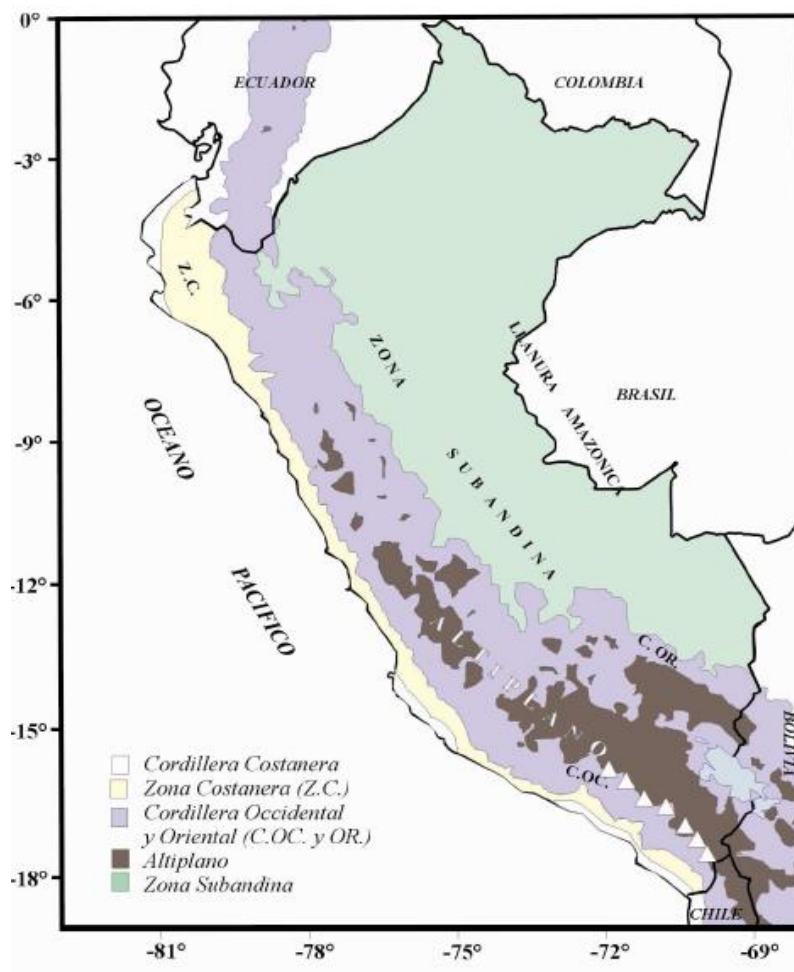 0°
ECUADOR
COLOMBIA
-3°
Z.C.
-6°
ZONA
SUBANDINA
LLANURA
AMAZONICA
BRASIL
OCEANO
PACIFICO
-9°
-12°
ALTIPLANO
C. OR.
C.OC.
BOLIVIA
-15°
Cordillera Costanera
Zona Costanera (Z.C.)
Cordillera Occidental
y Oriental (C.OC. y OR.)
Altiplano
Zona Subandina
-18°
CHILE
-81°
-78°
-75°
-72°
-69°